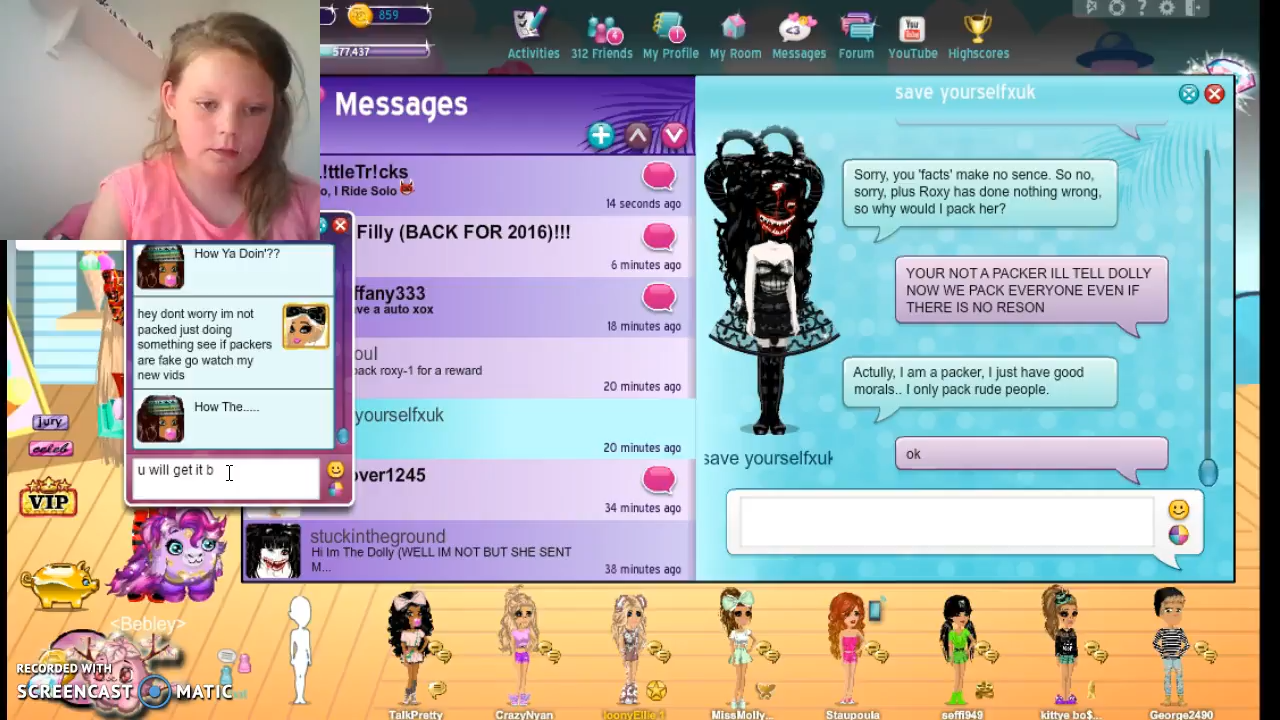 859
577,437
Activities
312 Friends
My Profile
My Room
<3
Messages
Forum
You Tube
YouTube
Highscores
Messages
save yourselfxuk
!ttleTr!cks
o, I Ride Solo
14 seconds ago
Filly (BACK FOR 2016)!!!
6 minutes ago
ffany333
ve a auto xox
18 minutes ago
oul
ack roxy-1 for a reward
20 minutes ago
yourselfxuk
20 minutes ago
over1245
34 minutes ago
stuckintheground
Hi Im The Dolly (WELL IM NOT BUT SHE SENT
M...
38 minutes ago
Sorry, you 'facts' make no sence. So no,
sorry, plus Roxy has done nothing wrong,
so why would I pack her?
YOUR NOT A PACKER ILL TELL DOLLY
NOW WE PACK EVERYONE EVEN IF
THERE IS NO RESON
Actully, I am a packer, I just have good
morals.. I only pack rude people.
ok
save yourselfxuk
How Ya Doin'??
hey dont worry im not
packed just doing
something see if packers
are fake go watch my
new vids
How The.....
u will get it b
jury
celeb
VIP
<Bebley>
RECORDED WITH
SCREENCAST MATIC
TalkPretty
CrazyNyan
loonyEllie 1
MissMolly...
Staupoula
seffi949
kittye bo$...
George2490